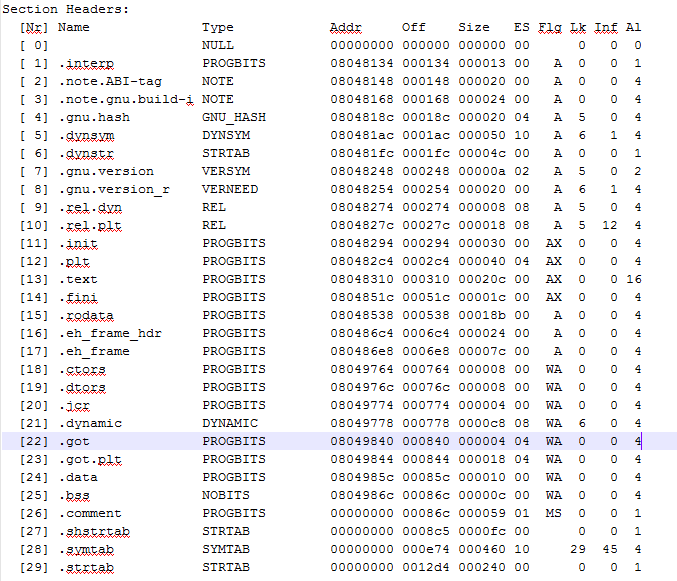 Section Headers:
[Nr] Name Type Addr Off Size ES Flg Lk Inf Al
[ 0] NULL 00000000 000000 000000 00 0 0 0
[ 1] .interp PROGBITS 08048134 000134 000013 00 A 0 0 1
[ 2] .note.ABI-tag NOTE 08048148 000148 000020 00 A 0 0 4
[ 3] .note.gnu.build-i NOTE 08048168 000168 000024 00 A 0 0 4
[ 4] .gnu.hash GNU_HASH 0804818c 00018c 000020 04 A 5 0 4
[ 5] .dynsym DYNSYM 080481ac 0001ac 000050 10 A 6 1 4
[ 6] .dynstr STRTAB 080481fc 0001fc 00004c 00 A 0 0 1
[ 7] .gnu.version VERSYM 08048248 000248 00000a 02 A 5 0 2
[ 8] .gnu.version_r VERNEED 08048254 000254 000020 00 A 6 1 4
[ 9] .rel.dyn REL 08048274 000274 000008 08 A 5 0 4
[10] .rel.plt REL 0804827c 00027c 000018 08 A 5 12 4
[11] .init PROGBITS 08048294 000294 000030 00 AX 0 0 4
[12] .plt PROGBITS 080482c4 0002c4 000040 04 AX 0 0 4
[13] .text PROGBITS 08048310 000310 00020c 00 AX 0 0 16
[14] .fini PROGBITS 0804851c 00051c 00001c 00 AX 0 0 4
[15] .rodata PROGBITS 08048538 000538 00018b 00 A 0 0 4
[16] .eh_frame_hdr PROGBITS 080486c4 0006c4 000024 00 A 0 0 4
[17] .eh_frame PROGBITS 080486e8 0006e8 00007c 00 A 0 0 4
[18] .ctors PROGBITS 08049764 000764 000008 00 WA 0 0 4
[19] .dtors PROGBITS 0804976c 00076c 000008 00 WA 0 0 4
[20] .jcr PROGBITS 08049774 000774 000004 00 WA 0 0 4
[21] .dynamic DYNAMIC 08049778 000778 0000c8 08 WA 6 0 4
[22] .got PROGBITS 08049840 000840 000004 04 WA 0 0 4
[23] .got.plt PROGBITS 08049844 000844 000018 04 WA 0 0 4
[24] .data PROGBITS 0804985c 00085c 000010 00 WA 0 0 4
[25] .bss NOBITS 0804986c 00086c 00000c 00 WA 0 0 4
[26] .comment PROGBITS 00000000 00086c 000059 01 MS 0 0 1
[27] .shstrtab STRTAB 00000000 0008c5 0000fc 00 0 0 1
[28] .symtab SYMTAB 00000000 000e74 000460 10 29 45 4
[29] .strtab STRTAB 00000000 0012d4 000240 00 0 0 1